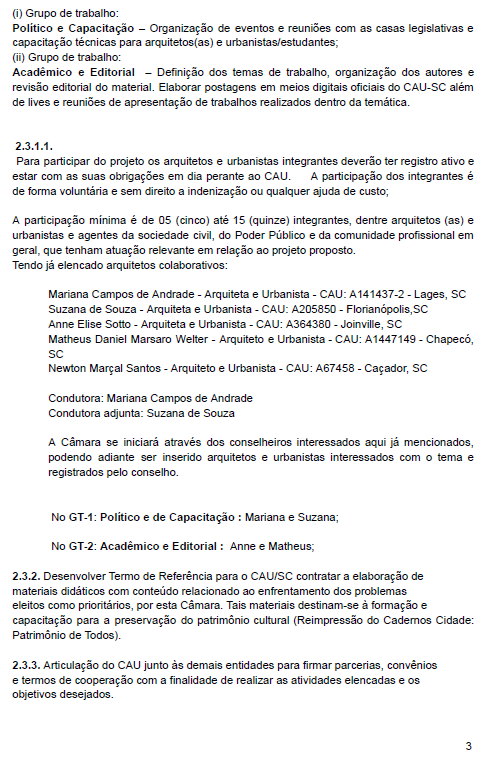 (i) Grupo de trabalho:
Político e Capacitação – Organização de eventos e reuniões com as casas legislativas e
capacitação técnicas para arquitetos(as) e urbanistas/estudantes;
(ii) Grupo de trabalho:
Acadêmico e Editorial – Definição dos temas de trabalho, organização dos autores e
revisão editorial do material. Elaborar postagens em meios digitais oficiais do CAU-SC além
de lives e reuniões de apresentação de trabalhos realizados dentro da temática.
2.3.1.1.
Para participar do projeto os arquitetos e urbanistas integrantes deverão ter registro ativo e
estar com as suas obrigações em dia perante ao CAU. A participação dos integrantes é
de forma voluntária e sem direito a indenização ou qualquer ajuda de custo;
A participação mínima é de 05 (cinco) até 15 (quinze) integrantes, dentre arquitetos (as) e
urbanistas e agentes da sociedade civil, do Poder Público e da comunidade profissional em
geral, que tenham atuação relevante em relação ao projeto proposto.
Tendo já elencado arquitetos colaborativos:
Mariana Campos de Andrade - Arquiteta e Urbanista - CAU: A141437-2 - Lages, SC
Suzana de Souza - Arquiteta e Urbanista - CAU: A205850 - Florianópolis,SC
Anne Elise Sotto - Arquiteta e Urbanista - CAU: A364380 - Joinville, SC
Matheus Daniel Marsaro Welter - Arquiteto e Urbanista - CAU: A1447149 - Chapecó,
SC
Newton Marçal Santos - Arquiteto e Urbanista - CAU: A67458 - Caçador, SC
Condutora: Mariana Campos de Andrade
Condutora adjunta: Suzana de Souza
A Câmara se iniciará através dos conselheiros interessados aqui já mencionados,
podendo adiante ser inserido arquitetos e urbanistas interessados com o tema e
registrados pelo conselho.
No GT-1: Político e de Capacitação : Mariana e Suzana;
No GT-2: Acadêmico e Editorial : Anne e Matheus;
2.3.2. Desenvolver Termo de Referência para o CAU/SC contratar a elaboração de
materiais didáticos com conteúdo relacionado ao enfrentamento dos problemas
eleitos como prioritários, por esta Câmara. Tais materiais destinam-se à formação e
capacitação para a preservação do patrimônio cultural (Reimpressão do Cadernos Cidade:
Patrimônio de Todos).
2.3.3. Articulação do CAU junto às demais entidades para firmar parcerias, convênios
e termos de cooperação com a finalidade de realizar as atividades elencadas e os
objetivos desejados.
3